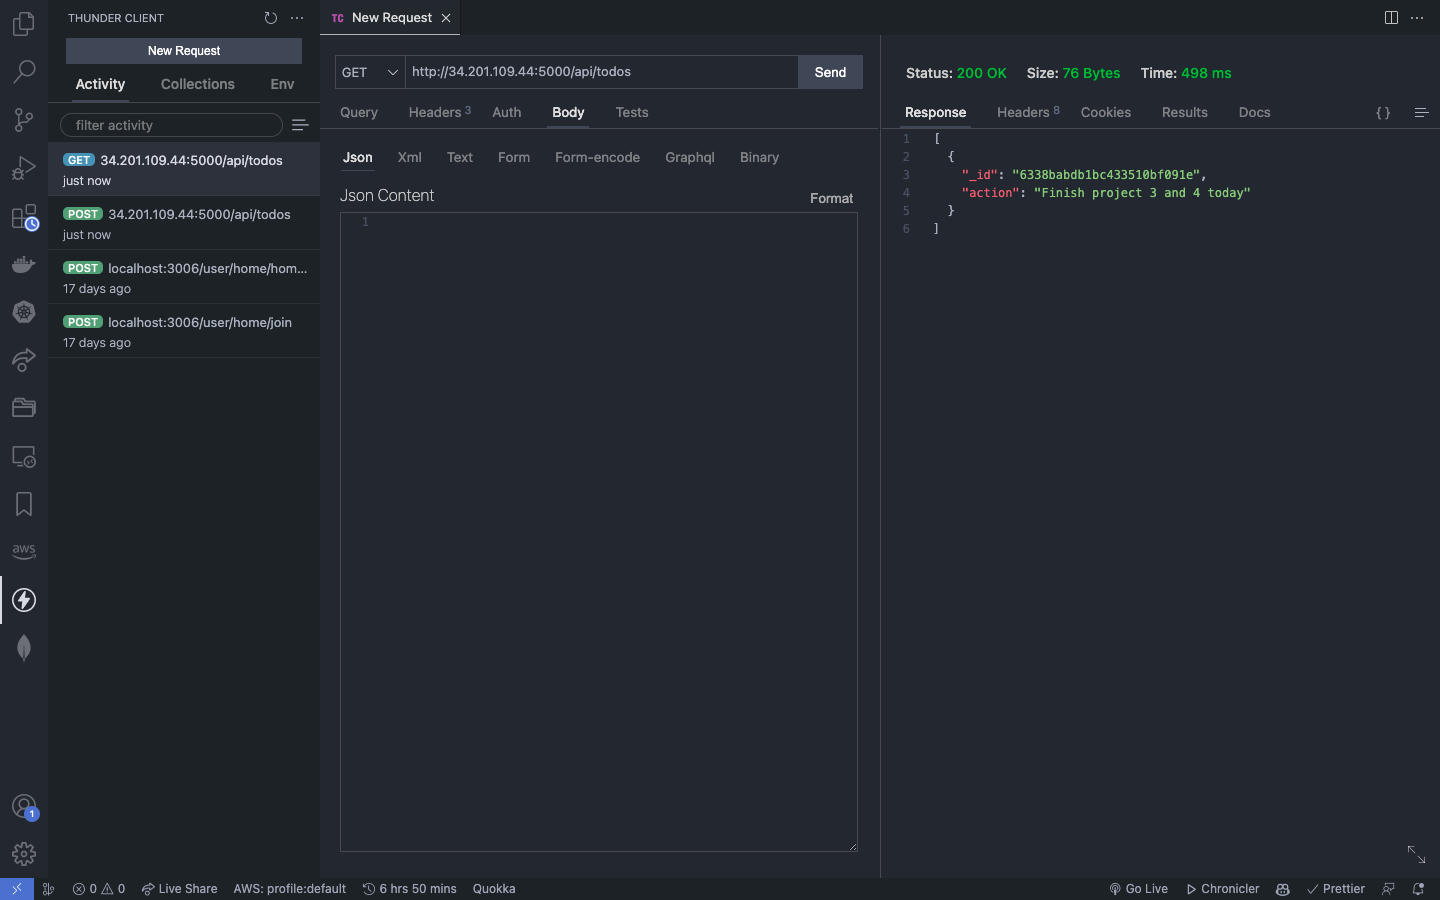 THUNDER CLIENT
New Request
Activity Collections Env
filter activity
GET 34.201.109.44:5000/api/todos
just now
POST 34.201.109.44:5000/api/todos
just now
POST localhost:3006/user/home/hom...
17 days ago
POST localhost:3006/user/home/join
17 days ago
aws
1
TC New Request
GET http://34.201.109.44:5000/api/todos Send
Query Headers 3 Auth Body Tests
Json Xml Text Form Form-encode Graphql Binary
Json Content Format
1
Status: 200 OK Size: 76 Bytes Time: 498 ms
Response Headers 8 Cookies Results Docs { }
1 [
2 {
3 "_id": "6338babdb1bc433510bf091e",
4 "action": "Finish project 3 and 4 today"
5 }
6 ]
0 0 Live Share AWS: profile:default 6 hrs 50 mins Quokka Go Live Chronicler Prettier